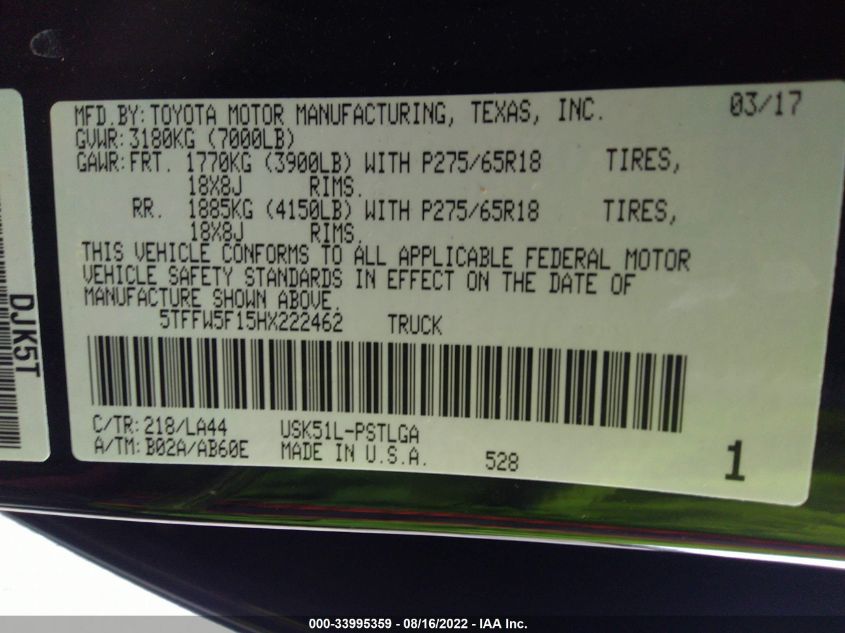 MFD.BY:TOYOTA MOTOR MANUFACTURING, TEXAS, INC. 03/17
GVWR:3180KG (7000LB)
GAWR:FRT. 1770KG (3900LB) WITH P275/65R18 TIRES,
18X8J RIMS.
RR. 1885KG (4150LB) WITH P275/65R18 TIRES,
18X8J RIMS.
THIS VEHICLE CONFORMS TO ALL APPLICABLE FEDERAL MOTOR
VEHICLE SAFETY STANDARDS IN EFFECT ON THE DATE OF
MANUFACTURE SHOWN ABOVE.
5TFFW5F15HX222462 TRUCK
C/TR:218/LA44 USK51L-PSTLGA
A/TM:B02A/AB60E MADE IN U.S.A. 528 1
DJK5T
000-33995359 - 08/16/2022 - IAA Inc.